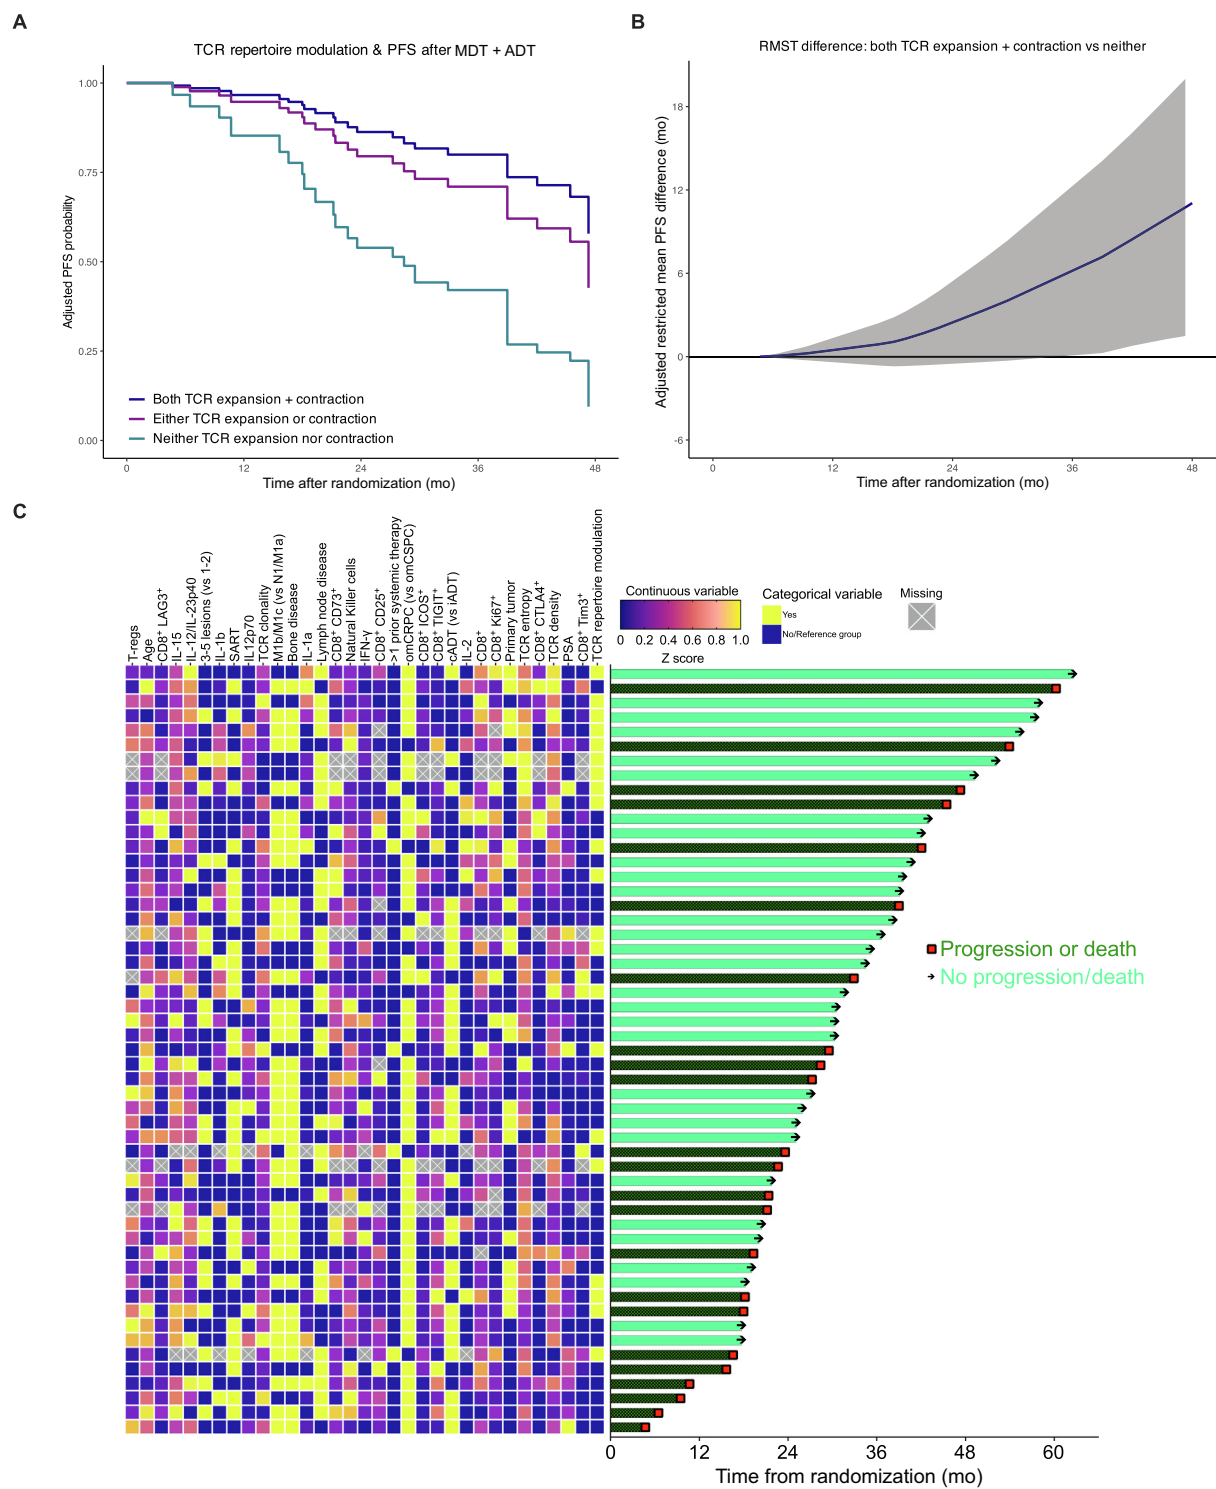 A
TCR repertoire modulation & PFS after MDT + ADT
Adjusted PFS probability
1.00
0.75
0.50
0.25
0.00
Both TCR expansion + contraction
Either TCR expansion or contraction
Neither TCR expansion nor contraction
0 12 24 36 48
Time after randomization (mo)
B
RMST difference: both TCR expansion + contraction vs neither
Adjusted restricted mean PFS difference (mo)
18
12
6
0
-6
0 12 24 36 48
Time after randomization (mo)
C
T-regs
Age
CD8⁺ LAG3⁺
IL-15
IL-12/IL-23p40
3-5 lesions (vs 1-2)
IL-1b
SART
IL12p70
TCR clonality
M1b/M1c (vs N1/M1a)
Bone disease
IL-1a
Lymph node disease
CD8⁺ CD73⁺
Natural Killer cells
IFN-γ
CD8⁺ CD25⁺
>1 prior systemic therapy
omCRPC (vs omCSPC)
CD8⁺ ICOS⁺
CD8⁺ TIGIT⁺
cADT (vs iADT)
IL-2
CD8⁺
CD8⁺ Ki67⁺
Primary tumor
TCR entropy
CD8⁺ CTLA4⁺
TCR density
PSA
CD8⁺ Tim3⁺
TCR repertoire modulation
Continuous variable
0 0.2 0.4 0.6 0.8 1.0
Z score
Categorical variable
Yes
No/Reference group
Missing
Progression or death
No progression/death
0 12 24 36 48 60
Time from randomization (mo)